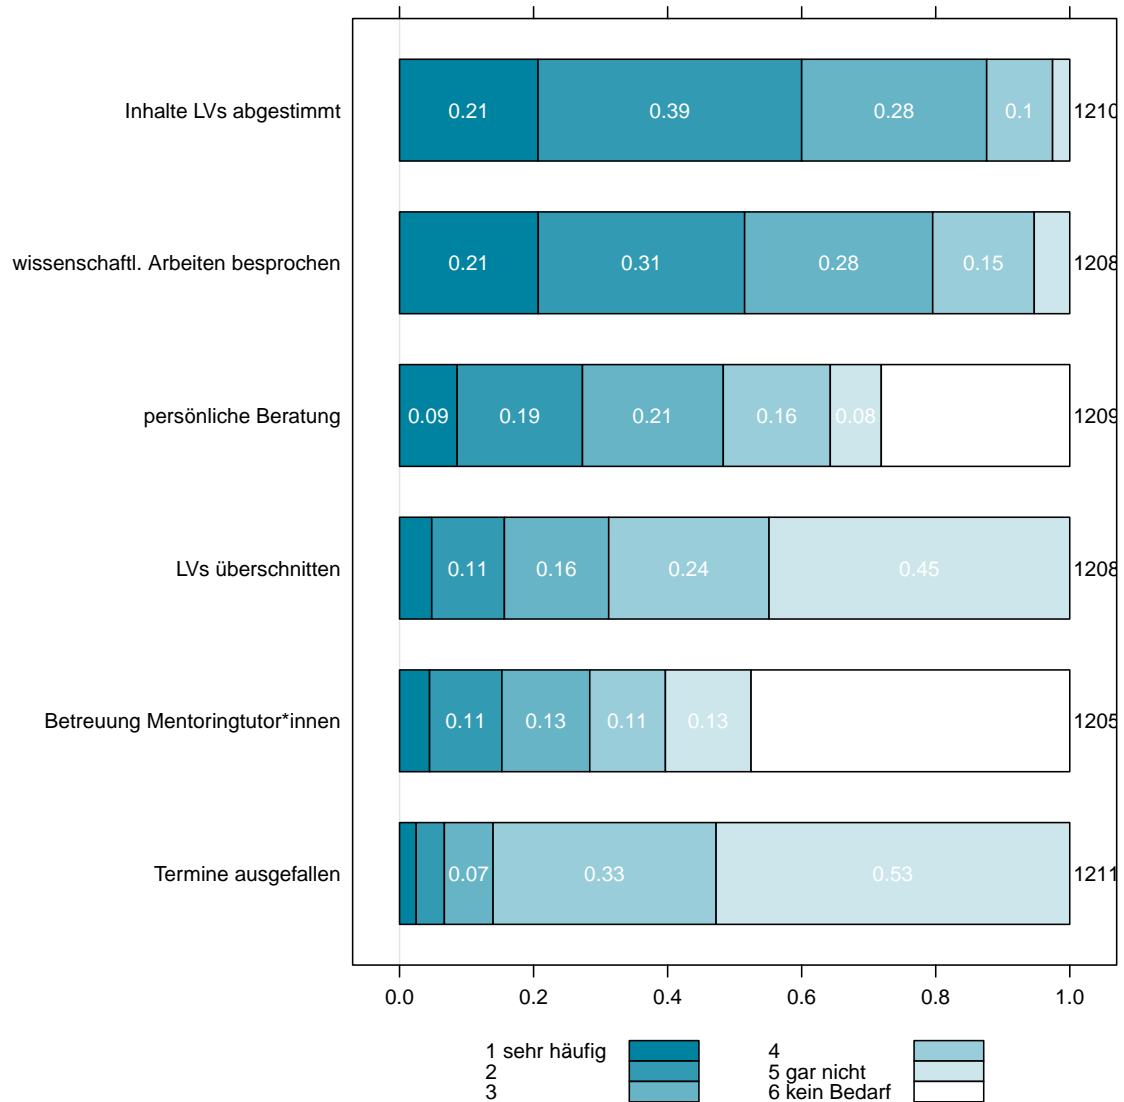 Inhalte LVs abgestimmt 0.21 0.39 0.28 0.1 1210
wissenschaftl. Arbeiten besprochen 0.21 0.31 0.28 0.15 1208
persönliche Beratung 0.09 0.19 0.21 0.16 0.08 1209
LVs überschnitten 0.11 0.16 0.24 0.45 1208
Betreuung Mentoringtutor*innen 0.11 0.13 0.11 0.13 1205
Termine ausgefallen 0.07 0.33 0.53 1211
0.0 0.2 0.4 0.6 0.8 1.0
1 sehr häufig 4
2 5 gar nicht
3 6 kein Bedarf